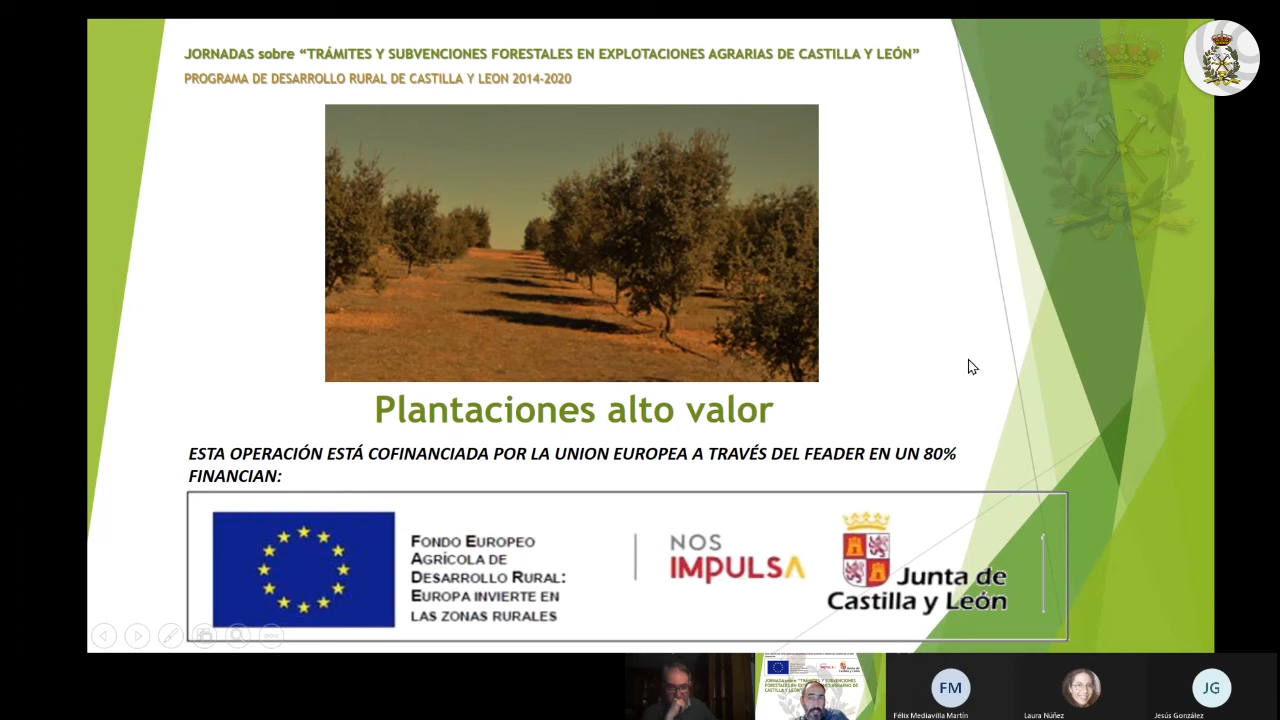 JORNADAS sobre “TRÁMITES Y SUBVENCIONES FORESTALES EN EXPLOTACIONES AGRARIAS DE CASTILLA Y LEÓN”
PROGRAMA DE DESARROLLO RURAL DE CASTILLA Y LEON 2014-2020
Plantaciones alto valor
ESTA OPERACIÓN ESTÁ COFINANCIADA POR LA UNION EUROPEA A TRAVÉS DEL FEADER EN UN 80%
FINANCIAN:
FONDO EUROPEO
AGRÍCOLA DE
DESARROLLO RURAL:
EUROPA INVIERTE EN
LAS ZONAS RURALES
NOS
IMPULSA
Junta de
Castilla y León
FM
JG
Félix Mediavilla Martín
Laura Núñez
Jesús González